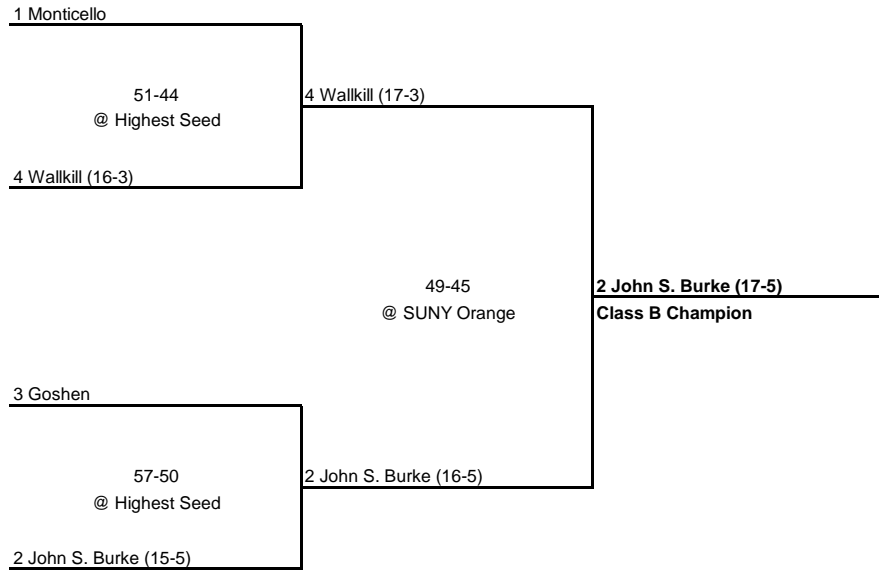 1 Monticello
51-44
@ Highest Seed
4 Wallkill (17-3)
4 Wallkill (16-3)
49-45
@ SUNY Orange
2 John S. Burke (17-5)
Class B Champion
3 Goshen
57-50
@ Highest Seed
2 John S. Burke (16-5)
2 John S. Burke (15-5)